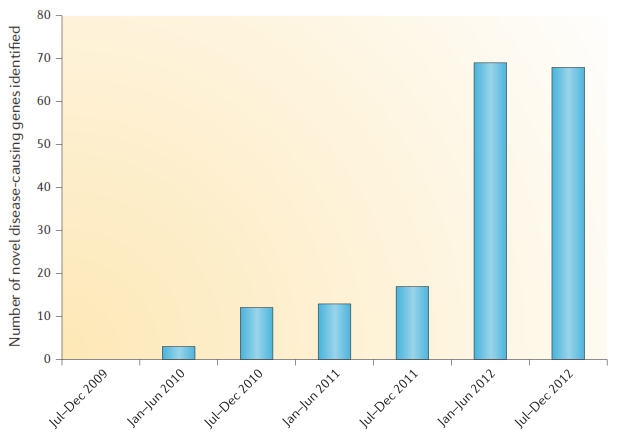 Number of novel disease-causing genes identified
80
70
60
50
40
30
20
10
0
Jul–Dec 2009
Jan–Jun 2010
Jul–Dec 2010
Jan–Jun 2011
Jul–Dec 2011
Jan–Jun 2012
Jul–Dec 2012